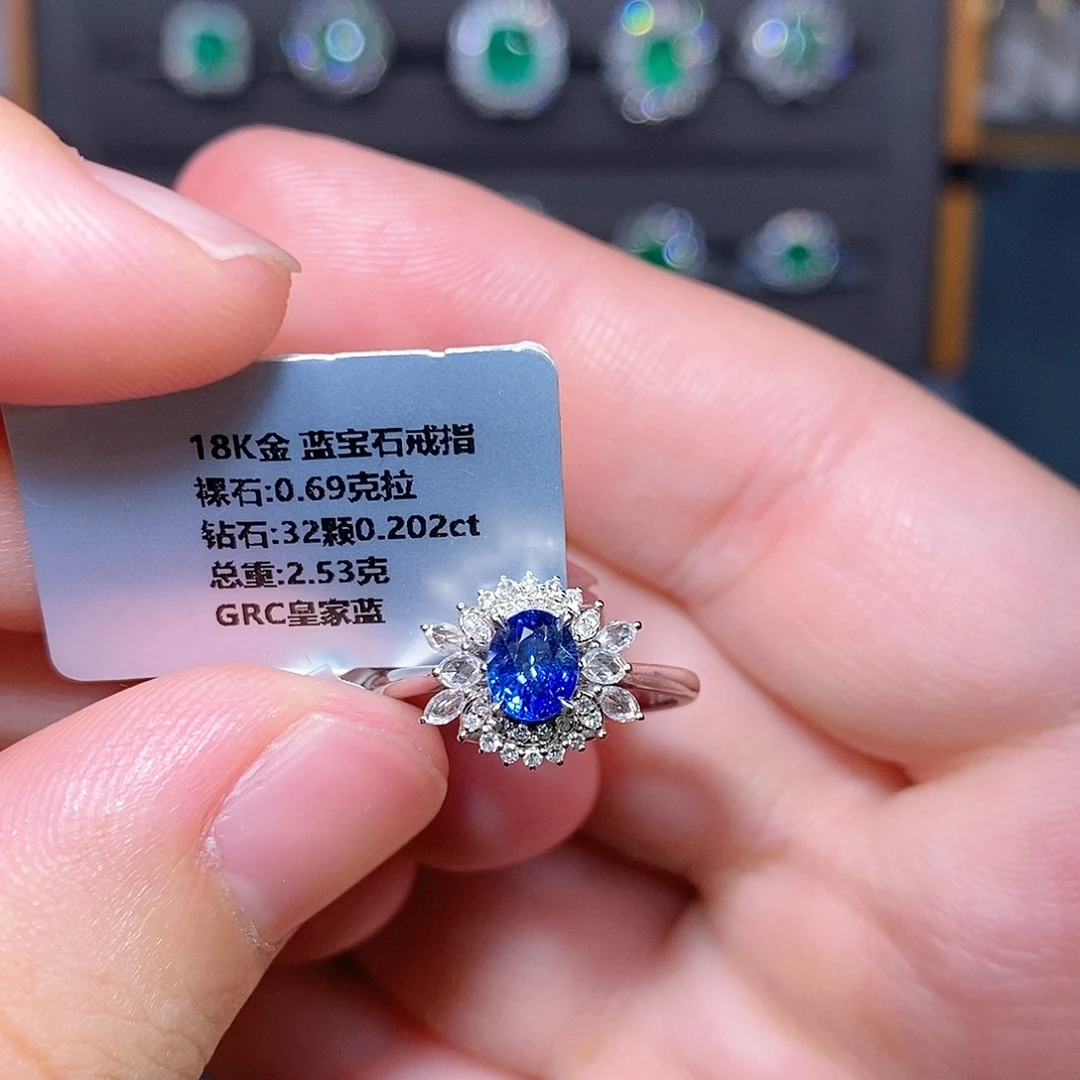 18K金 蓝宝石戒指
裸石:0.69克拉
钻石:32颗0.202ct
总重:2.53克
GRC皇家蓝